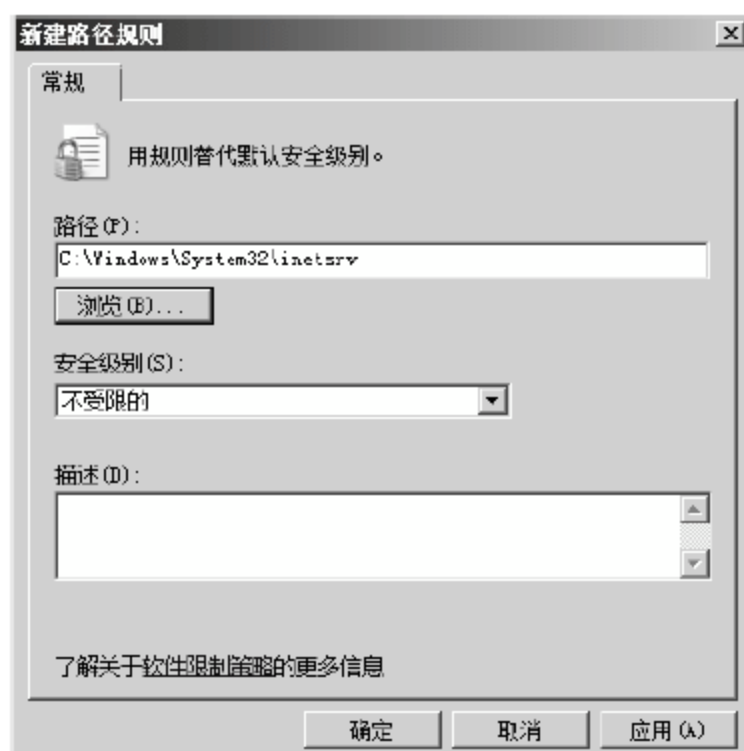 新建路径规则
常规
用规则替代默认安全级别。
路径(P):
C:\Windows\System32\inetsrv
浏览(B)...
安全级别(S):
不受限的
描述(D):
了解关于软件限制策略的更多信息
确定 取消 应用(A)